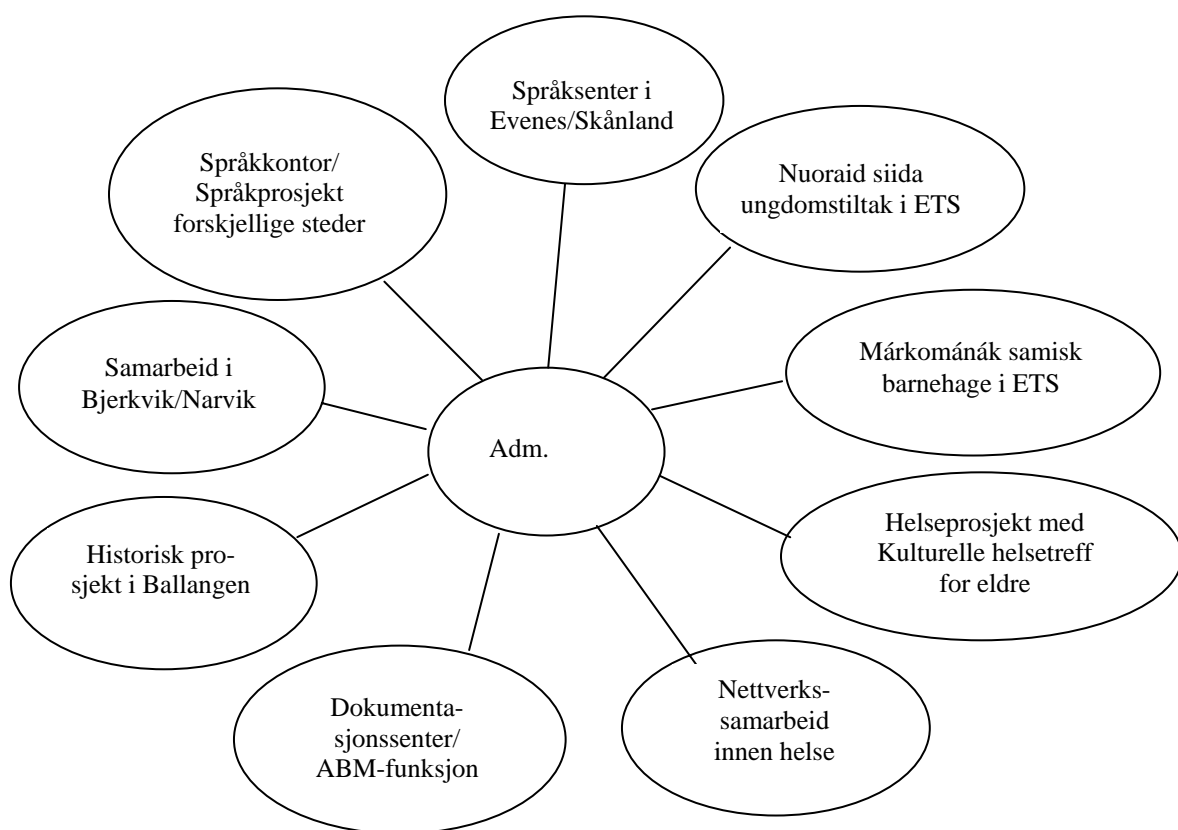 Språksenter i
Evenes/Skånland
Språkkontor/
Språkprosjekt
forskjellige steder
Nuoraid siida
ungdomstiltak i ETS
Samarbeid i
Bjerkvik/Narvik
Márkománák samisk
barnehage i ETS
Adm.
Historisk pro-
sjekt i Ballangen
Helseprosjekt med
Kulturelle helsetreff
for eldre
Dokumenta-
sjonssenter/
ABM-funksjon
Nettverks-
samarbeid
innen helse